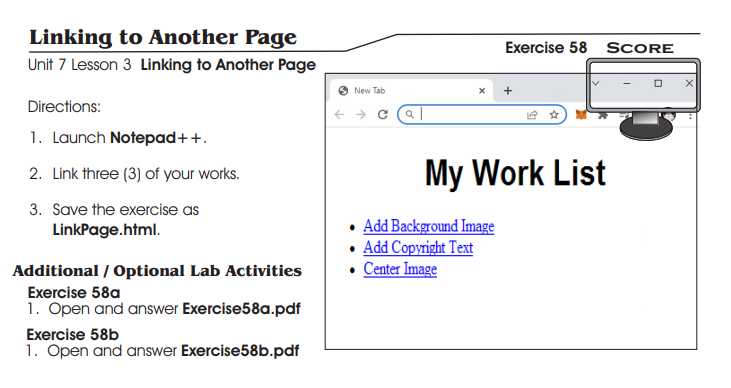 Linking to Another Page
Exercise 58 SCORE
Unit 7 Lesson 3 Linking to Another Page
Directions:
1. Launch Notepad++.
2. Link three (3) of your works.
3. Save the exercise as
LinkPage.html.
Additional / Optional Lab Activities
Exercise 58a
1. Open and answer Exercise58a.pdf
Exercise 58b
1. Open and answer Exercise58b.pdf
New Tab
My Work List
• Add Background Image
• Add Copyright Text
• Center Image